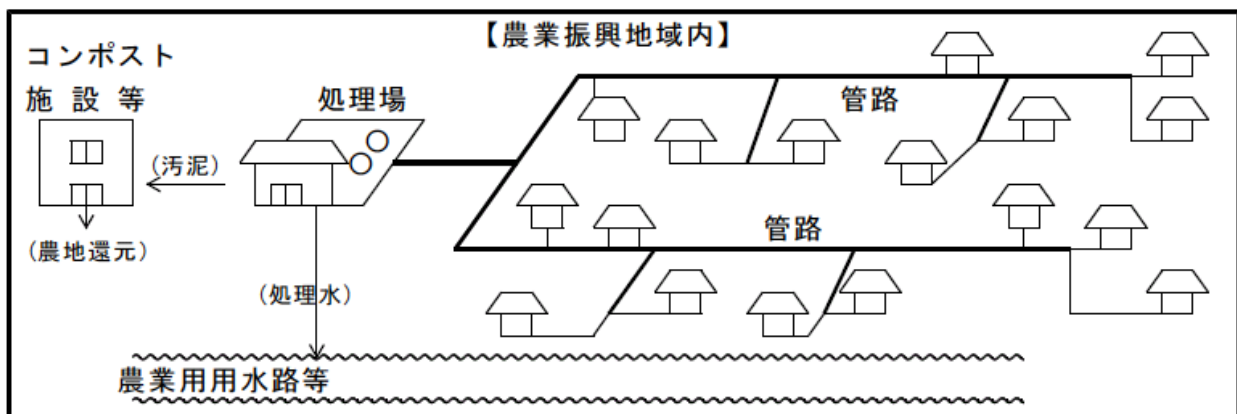 【農業振興地域内】
コンポスト
施設等
処理場
管路
(汚泥)
管路
(農地還元)
(処理水)
農業用用水路等